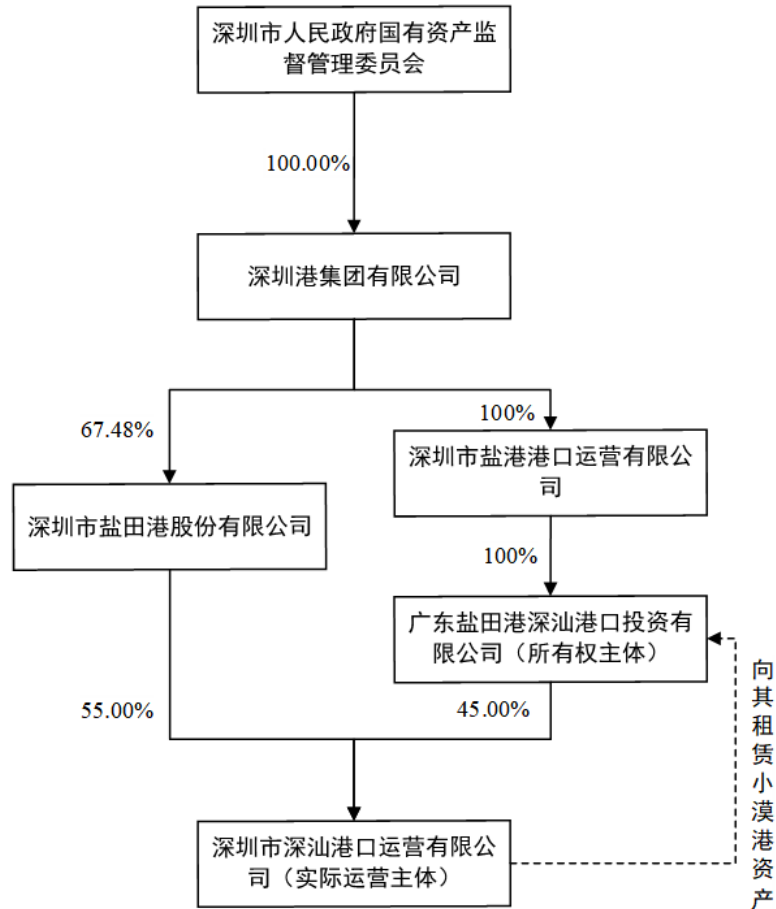 深圳市人民政府国有资产监
督管理委员会
100.00%
深圳港集团有限公司
67.48%
100%
深圳市盐港港口运营有限公
司
深圳市盐田港股份有限公司
100%
广东盐田港深汕港口投资有
限公司（所有权主体）
55.00%
45.00%
向其租赁小漠港资产
深圳市深汕港口运营有限公
司（实际运营主体）